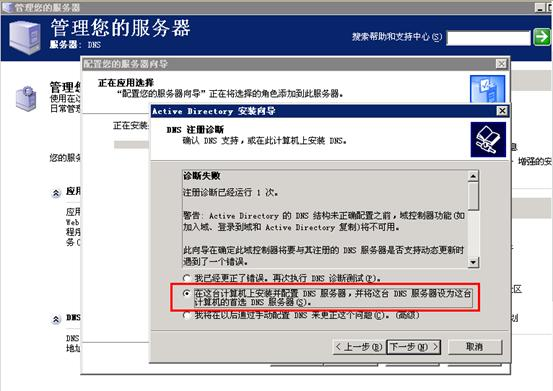 管理您的服务器
管理您的服务器
服务器: DNS
搜索帮助和支持中心(S)
配置您的服务器向导
正在应用选择
“配置您的服务器向导”正在将选择的角色添加到此服务器。
管理您
使用在这
日常管理
正在安装
您的服务
应用
应用
Web
程序
务(
DNS
DNS
地址
息
增强的安
区
划
Active Directory 安装向导
DNS 注册诊断
确认 DNS 支持，或在此计算机上安装 DNS。
诊断失败
注册诊断已经运行 1 次。
警告: Active Directory 的 DNS 结构未正确配置之前，域控制器功能(如
加入域、登录到域和 Active Directory 复制)将不可用。
此向导在确定此域控制器将要与其注册的 DNS 服务器是否支持动态更新时
遇到了一个错误。
我已经更正了错误。再次执行 DNS 诊断测试(P)。
在这台计算机上安装并配置 DNS 服务器，并将这台 DNS 服务器设为这台
计算机的首选 DNS 服务器(S)。
我将在以后通过手动配置 DNS 来更正这个问题(C)。(高级)
< 上一步(B)
下一步(N) >
取消